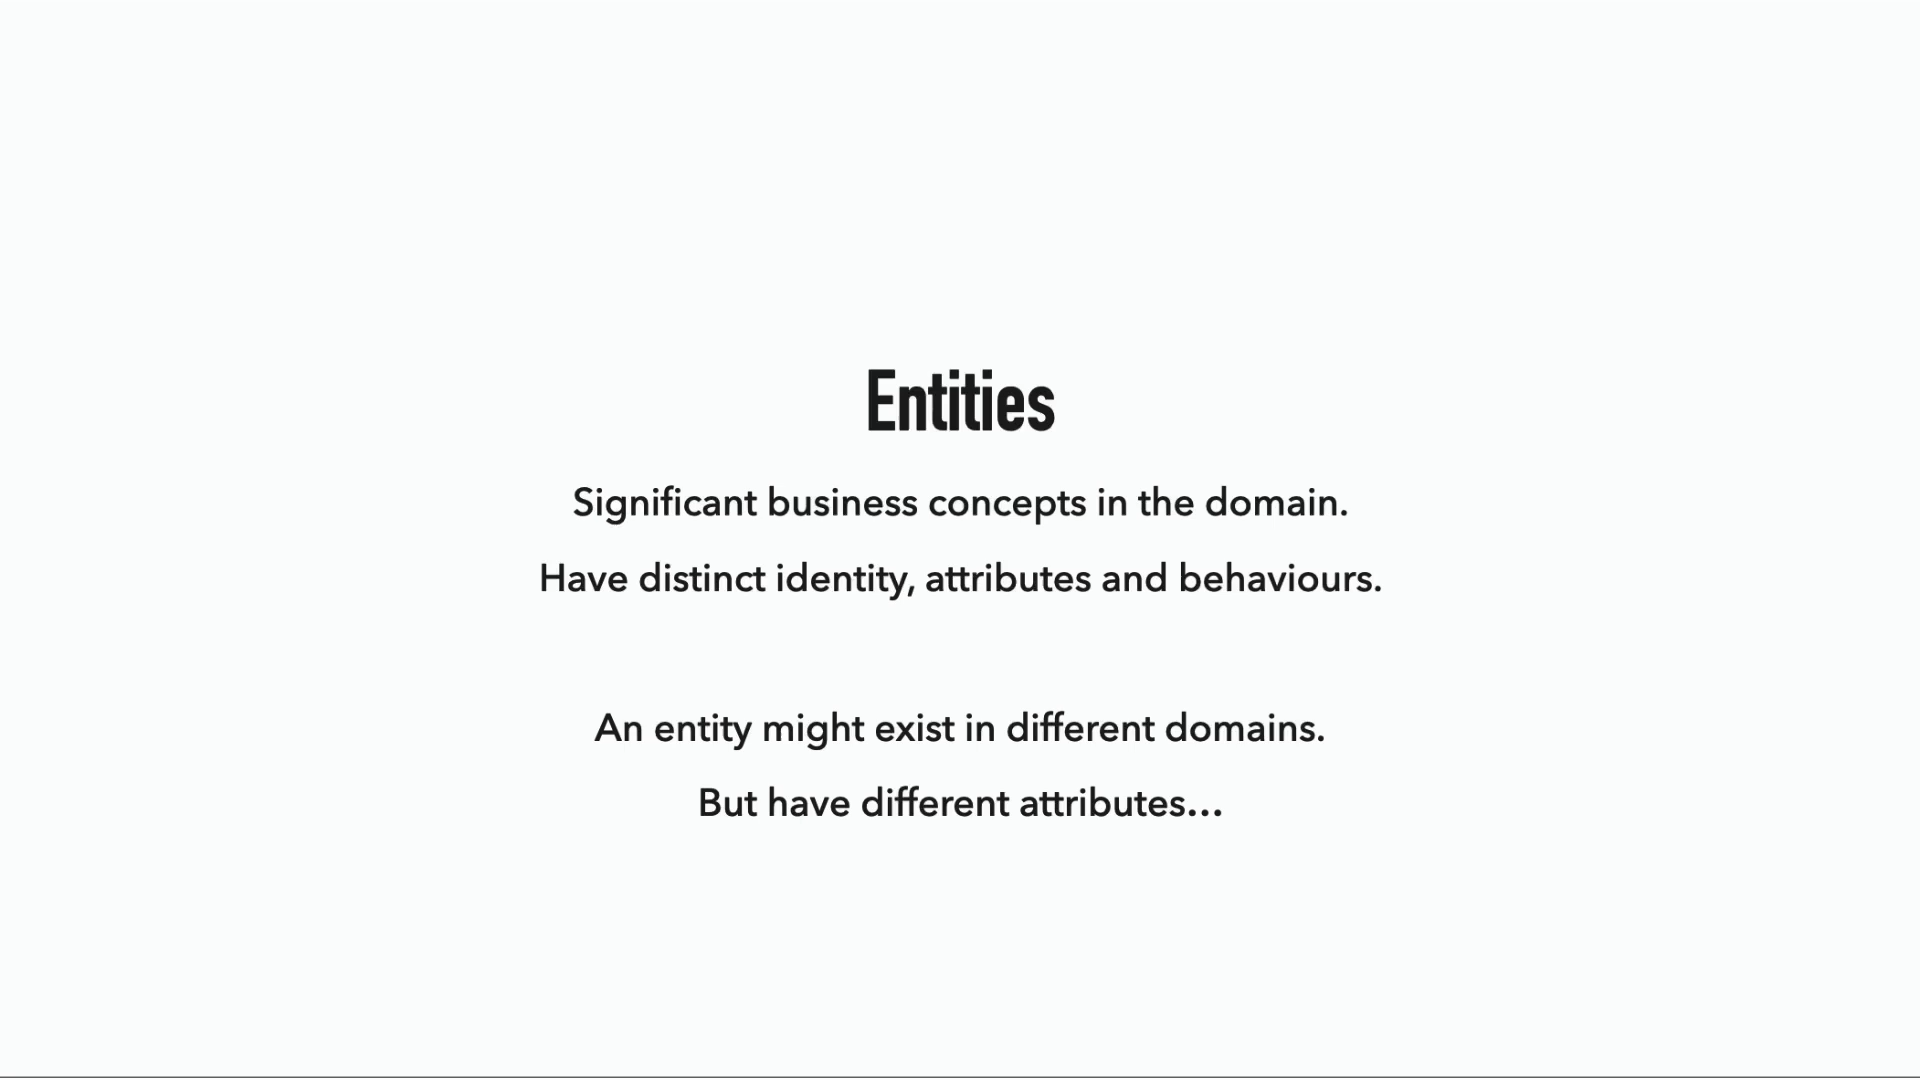 Entities
Significant business concepts in the domain.
Have distinct identity, attributes and behaviours.
An entity might exist in different domains.
But have different attributes…